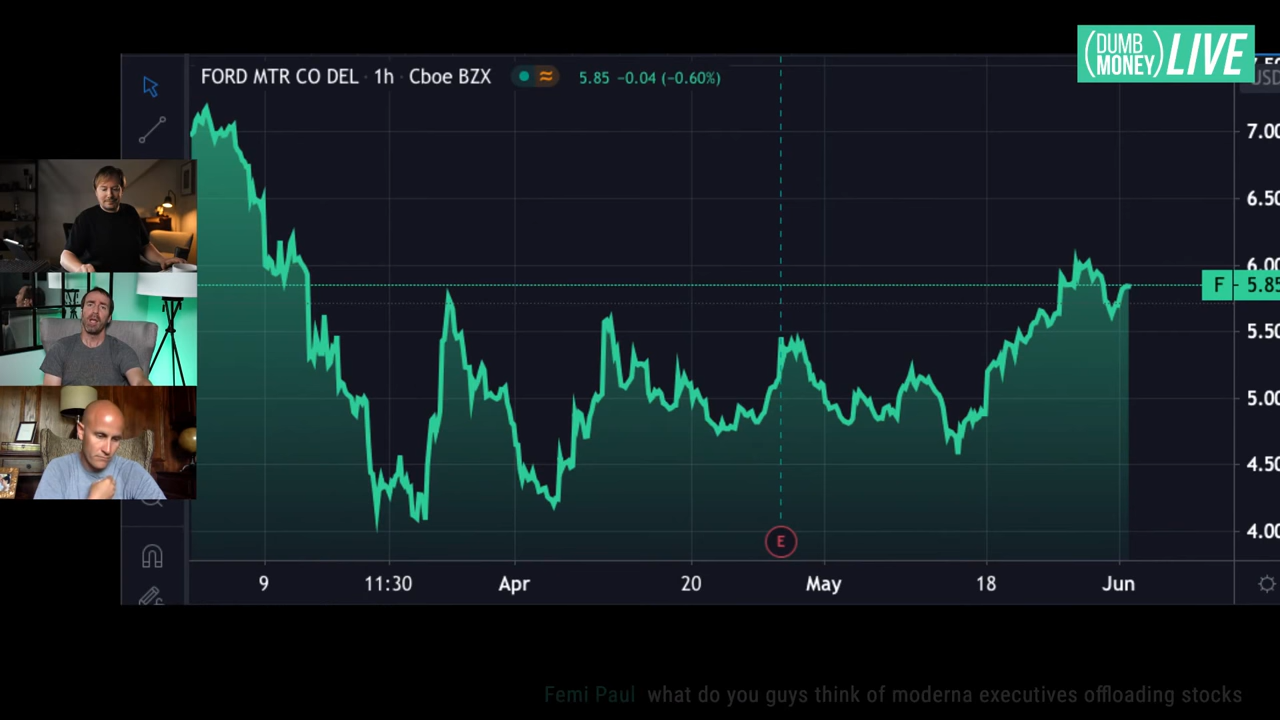 (DUMB MONEY) LIVE
FORD MTR CO DEL · 1h · Cboe BZX 5.85 −0.04 (−0.60%)
USD
7.00
6.50
6.00
F 5.85
5.50
5.00
4.50
4.00
E
9 11:30 Apr 20 May 18 Jun
Femi Paul what do you guys think of moderna executives offloading stocks